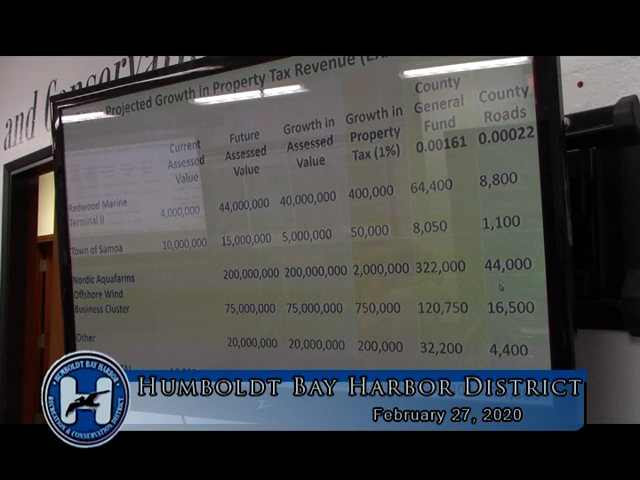 and Conservati
Projected Growth in Property Tax Revenue (EX
Current Assessed Value Future Assessed Value Growth in Assessed Value Growth in Property Tax (1%) County General Fund 0.00161 County Roads 0.00022
Redwood Marine Terminal II 4,000,000 44,000,000 40,000,000 400,000 64,400 8,800
Town of Samoa 10,000,000 15,000,000 5,000,000 50,000 8,050 1,100
Nordic Aquafarms 200,000,000 200,000,000 2,000,000 322,000 44,000
Offshore Wind Business Cluster 75,000,000 75,000,000 750,000 120,750 16,500
Other 20,000,000 20,000,000 200,000 32,200 4,400
HUMBOLDT BAY HARBOR
RECREATION & CONSERVATION DISTRICT
H
HUMBOLDT BAY HARBOR DISTRICT
February 27, 2020